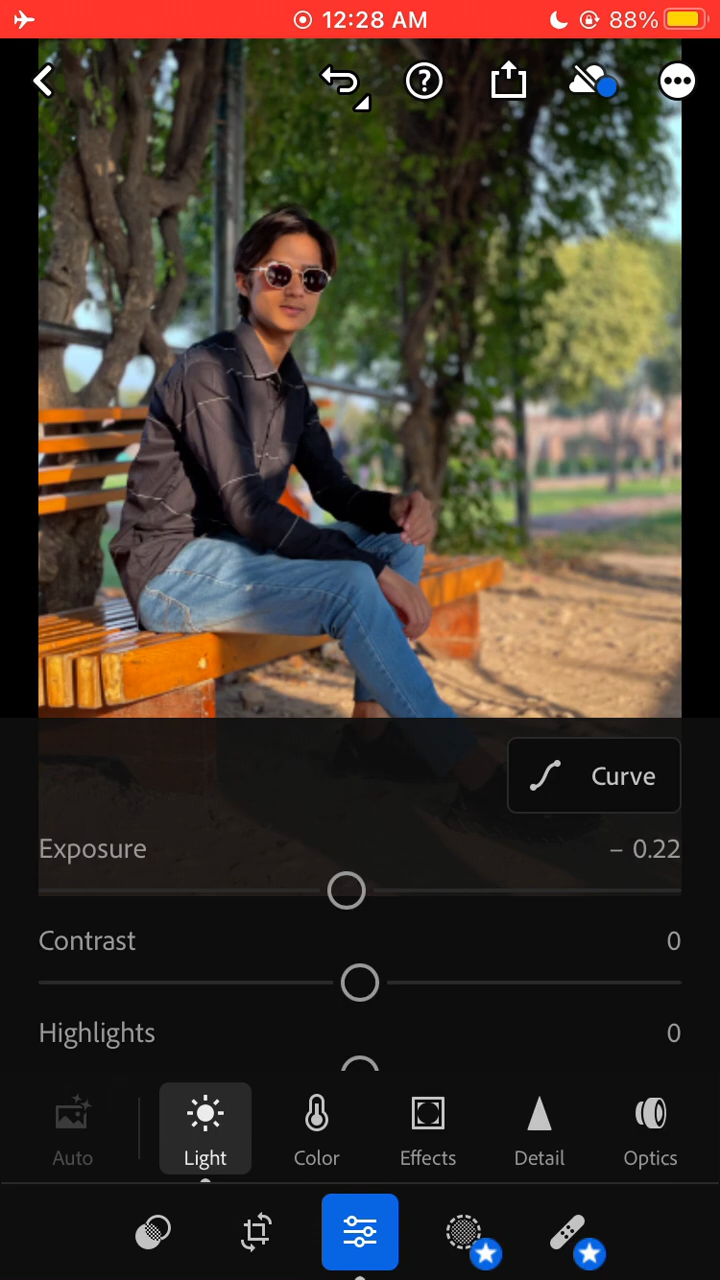 12:28 AM
88%
Curve
Exposure
– 0.22
Contrast
0
Highlights
0
Auto
Light
Color
Effects
Detail
Optics